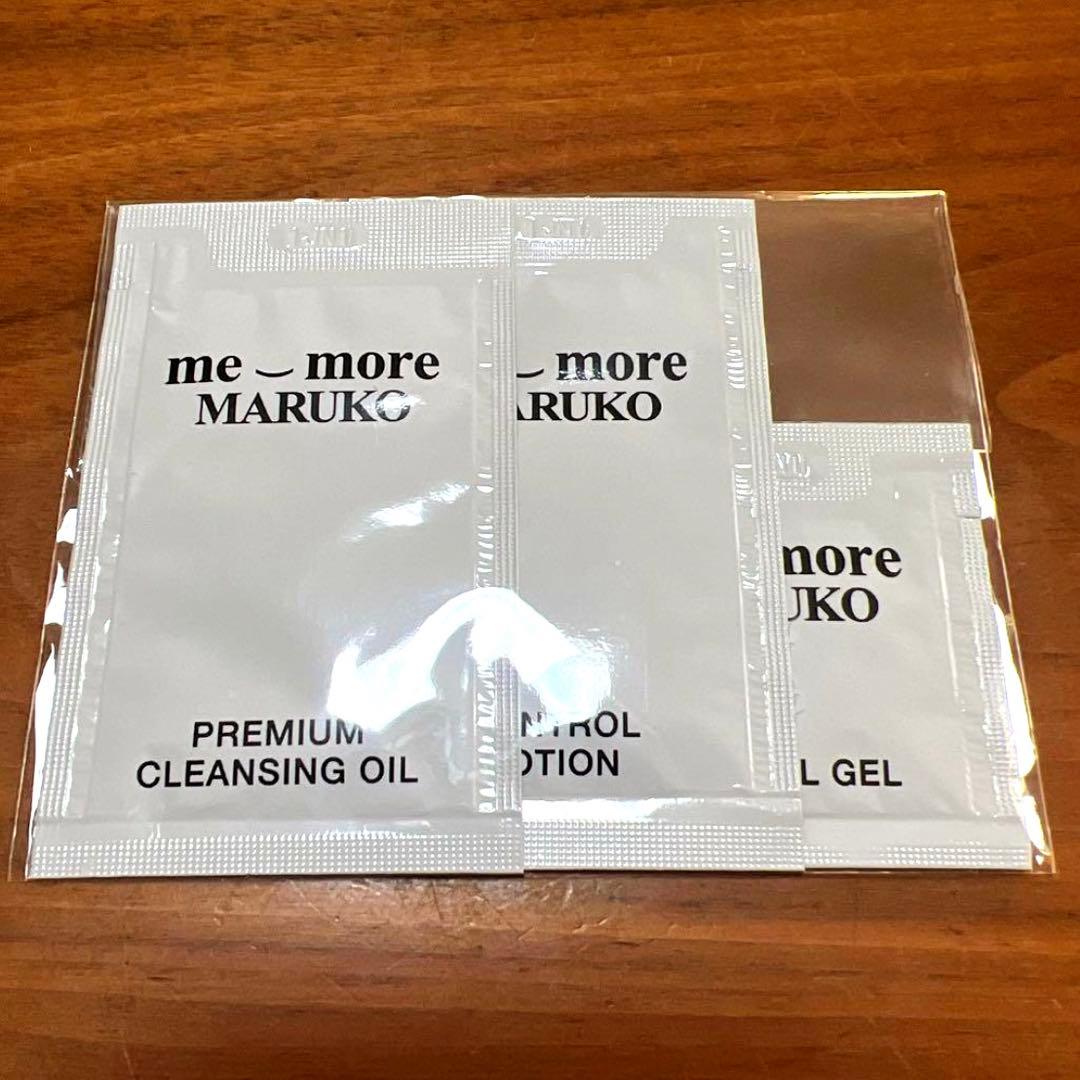 me‿more
MARUKO
PREMIUM
CLEANSING OIL
more
ARUKO
NTROL
OTION
more
UKO
L GEL